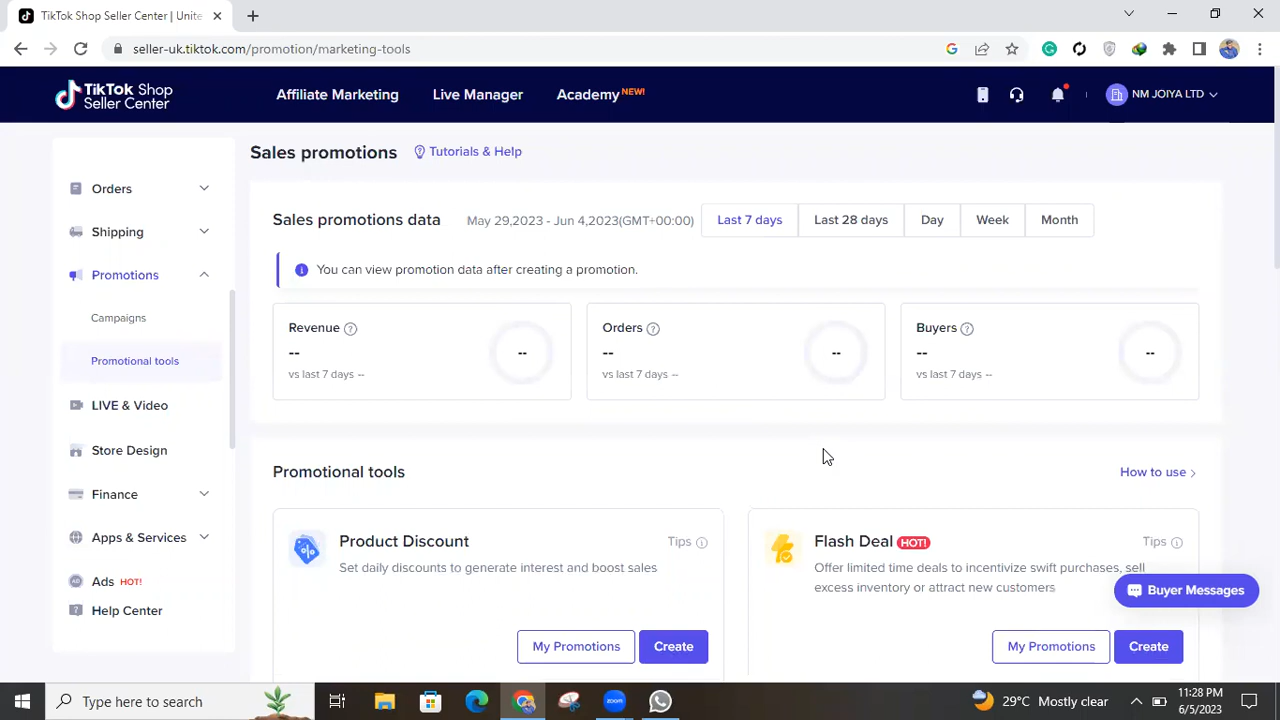 TikTok Shop Seller Center | Unite
seller-uk.tiktok.com/promotion/marketing-tools
TikTok Shop
Seller Center
Affiliate Marketing
Live Manager
Academy NEW!
NM JOIYA LTD
Orders
Shipping
Promotions
Campaigns
Promotional tools
LIVE & Video
Store Design
Finance
Apps & Services
Ads HOT!
Help Center
Sales promotions
Tutorials & Help
Sales promotions data
May 29,2023 - Jun 4,2023(GMT+00:00)
Last 7 days
Last 28 days
Day
Week
Month
You can view promotion data after creating a promotion.
Revenue
--
vs last 7 days --
--
Orders
--
vs last 7 days --
--
Buyers
--
vs last 7 days --
--
Promotional tools
How to use
Product Discount
Tips
Set daily discounts to generate interest and boost sales
My Promotions
Create
Flash Deal HOT!
Tips
Offer limited time deals to incentivize swift purchases, sell
excess inventory or attract new customers
My Promotions
Create
Buyer Messages
Type here to search
zoom
29°C Mostly clear
11:28 PM
6/5/2023